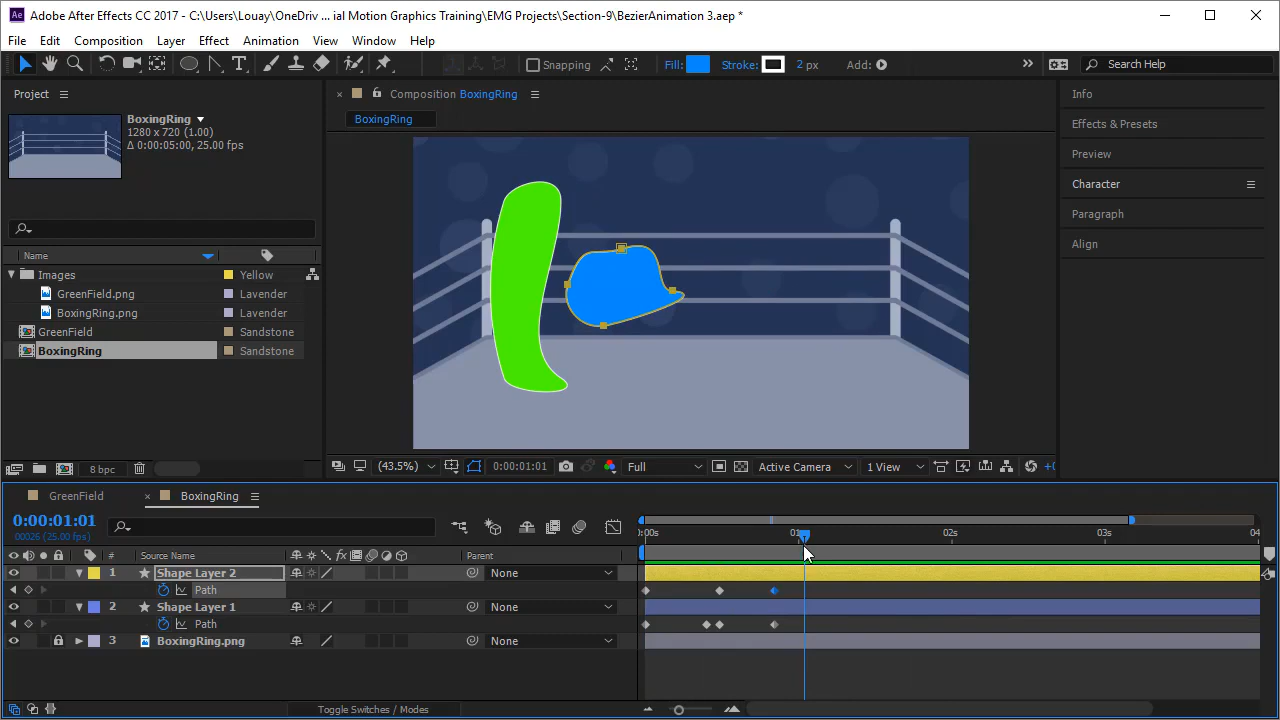 Adobe After Effects CC 2017 - C:\Users\Louay\OneDriv ... ial Motion Graphics Training\EMG Projects\Section-9\BezierAnimation 3.aep *
File Edit Composition Layer Effect Animation View Window Help
Snapping Fill: Stroke: 2 px Add: Search Help
Project
BoxingRing
1280 x 720 (1.00)
Δ 0:00:05:00, 25.00 fps
Name
Images Yellow
GreenField.png Lavender
BoxingRing.png Lavender
GreenField Sandstone
BoxingRing Sandstone
8 bpc
Composition BoxingRing
BoxingRing
(43.5%) 0:00:01:01 Full Active Camera 1 View +0
Info
Effects & Presets
Preview
Character
Paragraph
Align
GreenField BoxingRing
0:00:01:01
00026 (25.00 fps)
:00s 01 02s 03s 04
# Source Name Parent
1 Shape Layer 2 None
Path
2 Shape Layer 1 None
Path
3 BoxingRing.png None
Toggle Switches / Modes